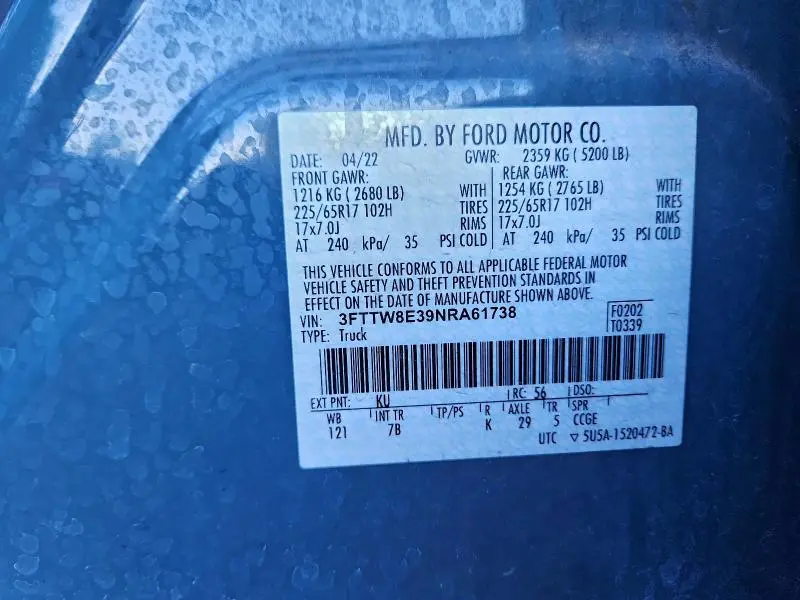 MFD. BY FORD MOTOR CO.
DATE: 04/22 GVWR: 2359 KG ( 5200 LB)
FRONT GAWR: REAR GAWR:
1216 KG ( 2680 LB) WITH 1254 KG ( 2765 LB) WITH
225/65R17 102H TIRES 225/65R17 102H TIRES
17x7.0J RIMS 17x7.0J RIMS
AT 240 kPa/ 35 PSI COLD AT 240 kPa/ 35 PSI COLD
THIS VEHICLE CONFORMS TO ALL APPLICABLE FEDERAL MOTOR
VEHICLE SAFETY AND THEFT PREVENTION STANDARDS IN
EFFECT ON THE DATE OF MANUFACTURE SHOWN ABOVE.
VIN: 3FTTW8E39NRA61738 F0202
TYPE: Truck T0339
EXT PNT: KU RC: 56 DSO:
WB INT TR TP/PS R AXLE TR SPR
121 7B K 29 5 CCGE
UTC ▽ 5U5A-1520472-BA